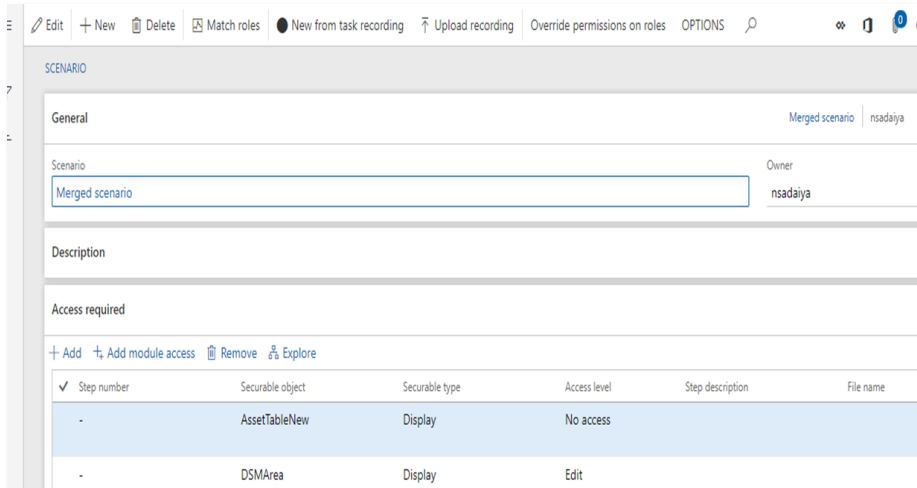 Edit New Delete Match roles New from task recording Upload recording Override permissions on roles OPTIONS 0
SCENARIO
General Merged scenario nsadaiya
Scenario Owner
Merged scenario nsadaiya
Description
Access required
Add Add module access Remove Explore
Step number Securable object Securable type Access level Step description File name
- AssetTableNew Display No access
- DSMArea Display Edit